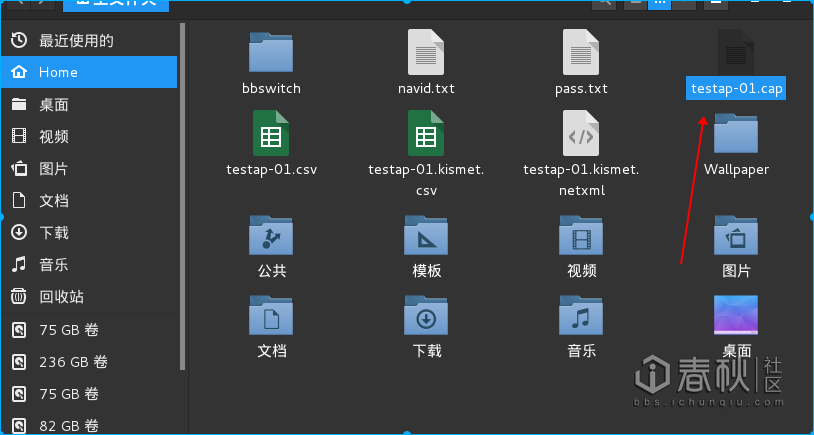 最近使用的
Home
桌面
视频
图片
文档
下载
音乐
回收站
75 GB 卷
236 GB 卷
75 GB 卷
82 GB 卷
bbswitch
navid.txt
pass.txt
testap-01.cap
testap-01.csv
testap-01.kismet.
csv
testap-01.kismet.
netxml
Wallpaper
公共
模板
视频
图片
文档
下载
音乐
桌面
春秋
社区
bbs.ichunqiu.com